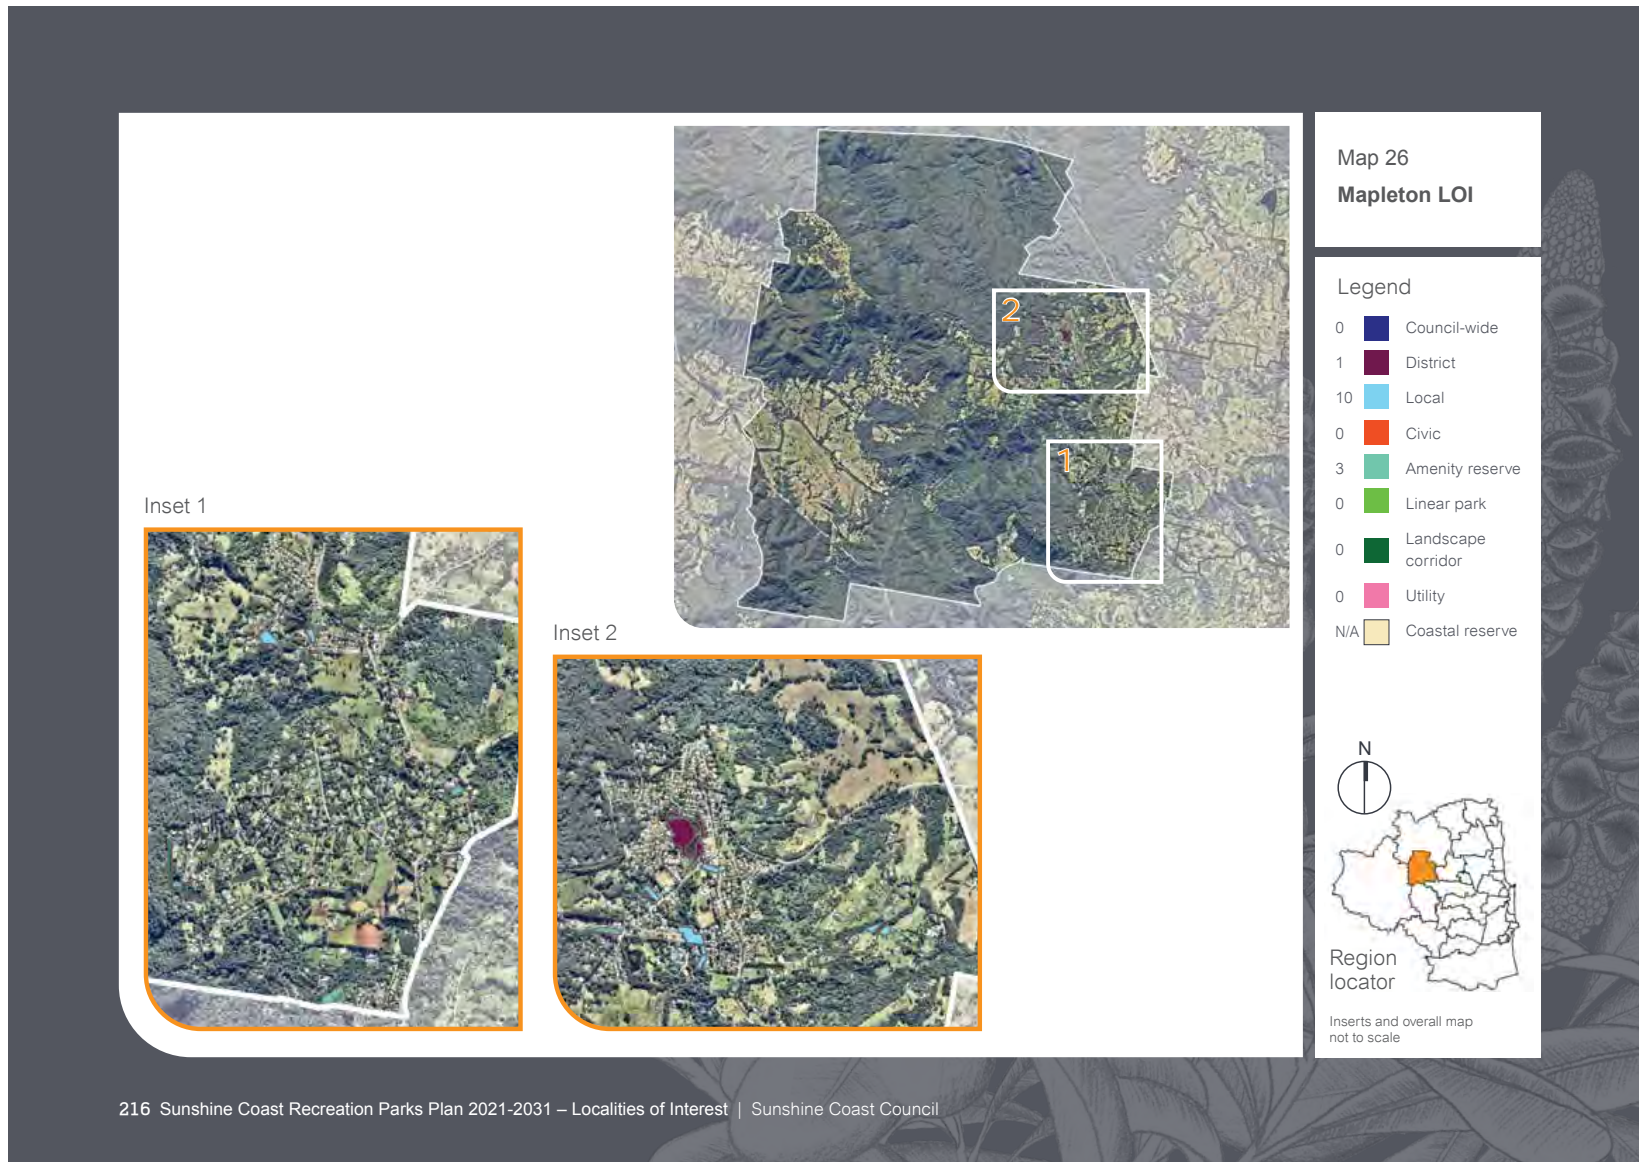 Map 26
Mapleton LOI
Legend
0 Council-wide
1 District
10 Local
0 Civic
3 Amenity reserve
0 Linear park
0 Landscape
corridor
0 Utility
N/A Coastal reserve
N
Region
locator
Inserts and overall map
not to scale
2
1
Inset 1
Inset 2
216 Sunshine Coast Recreation Parks Plan 2021-2031 – Localities of Interest | Sunshine Coast Council